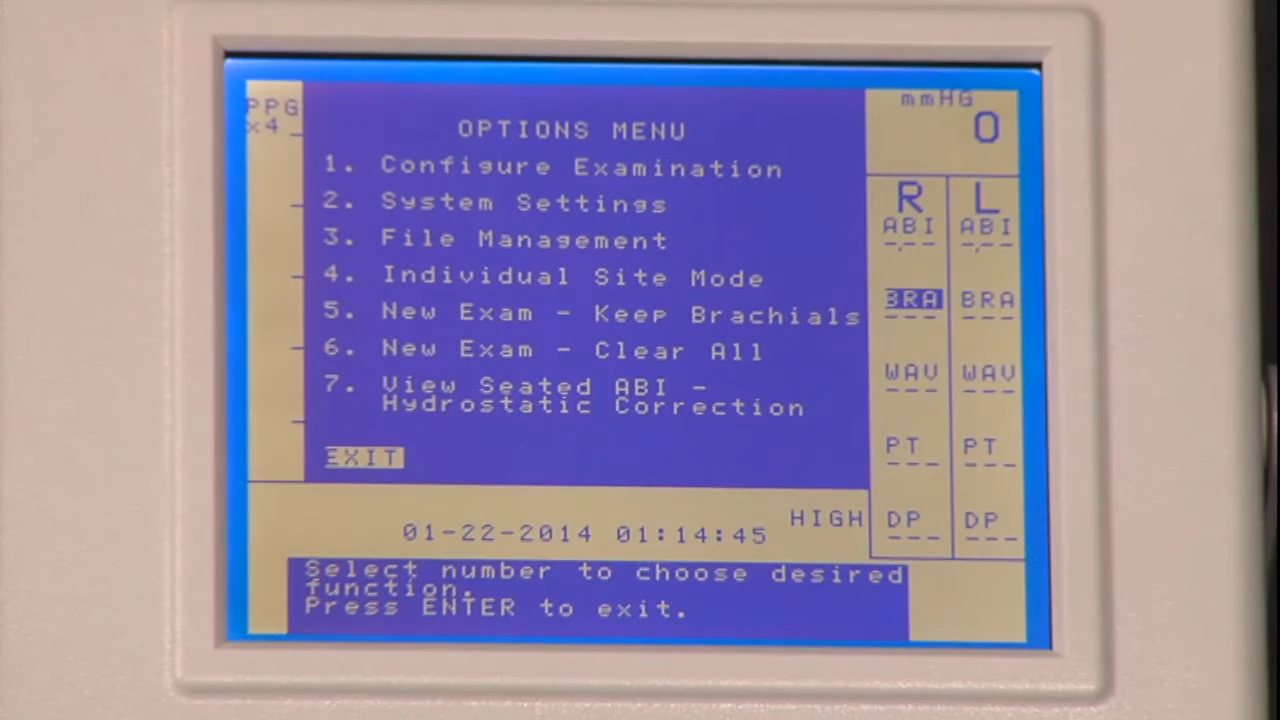 PPG
x4
OPTIONS MENU
1. Configure Examination
2. System Settings
3. File Management
4. Individual Site Mode
5. New Exam - Keep Brachials
6. New Exam - Clear All
7. View Seated ABI -
Hydrostatic Correction
EXIT
mmHG
0
R L
ABI ABI
-.-- -.--
BRA BRA
--- ---
WAV WAV
--- ---
PT PT
--- ---
DP DP
--- ---
HIGH
01-22-2014 01:14:45
Select number to choose desired
function.
Press ENTER to exit.